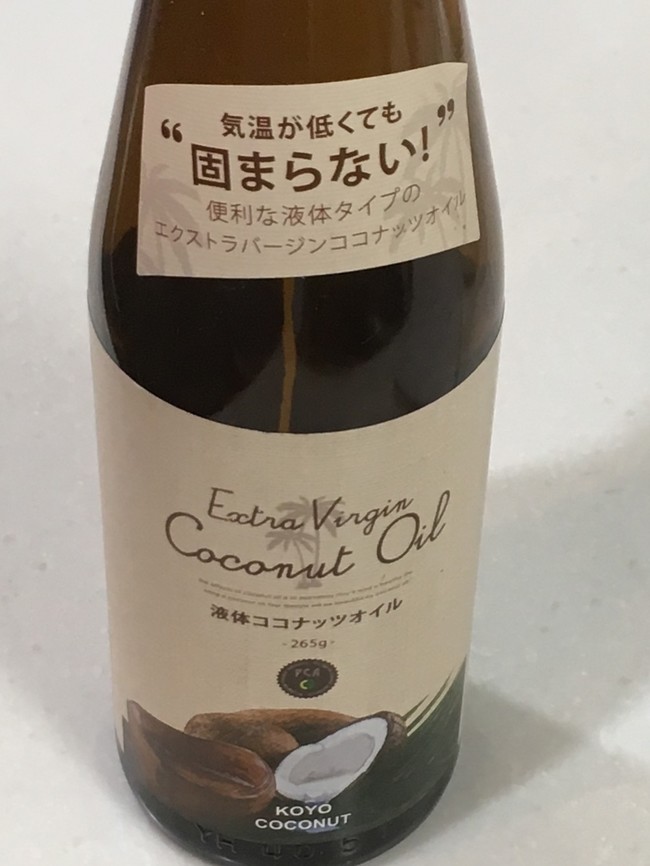 “ 気温が低くても ”
固まらない!
便利な液体タイプの
エクストラバージンココナッツオイル
Extra Virgin
Coconut Oil
液体ココナッツオイル
-265g-
PCA
KOYO
COCONUT